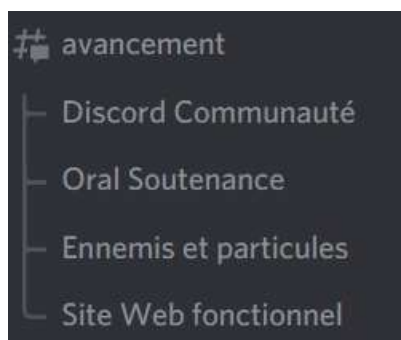 avancement
Discord Communauté
Oral Soutenance
Ennemis et particules
Site Web fonctionnel